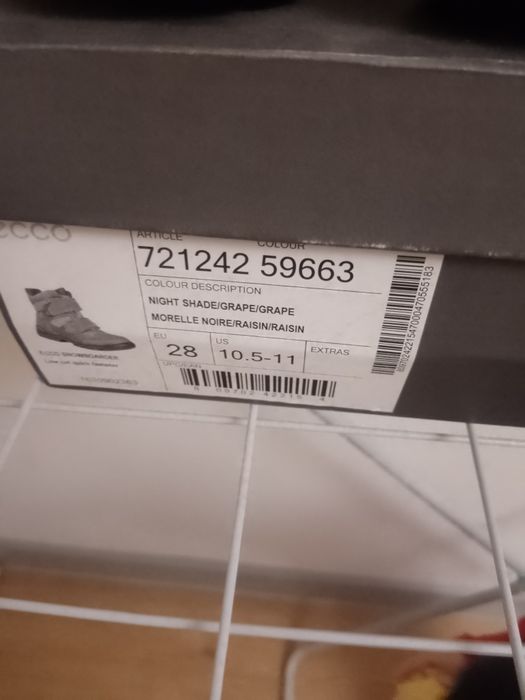 ECCO
ARTICLE COLOUR
721242 59663
COLOUR DESCRIPTION
NIGHT SHADE/GRAPE/GRAPE
MORELLE NOIRE/RAISIN/RAISIN
EU US EXTRAS
28 10.5-11
ECCO SNOWBOARDER